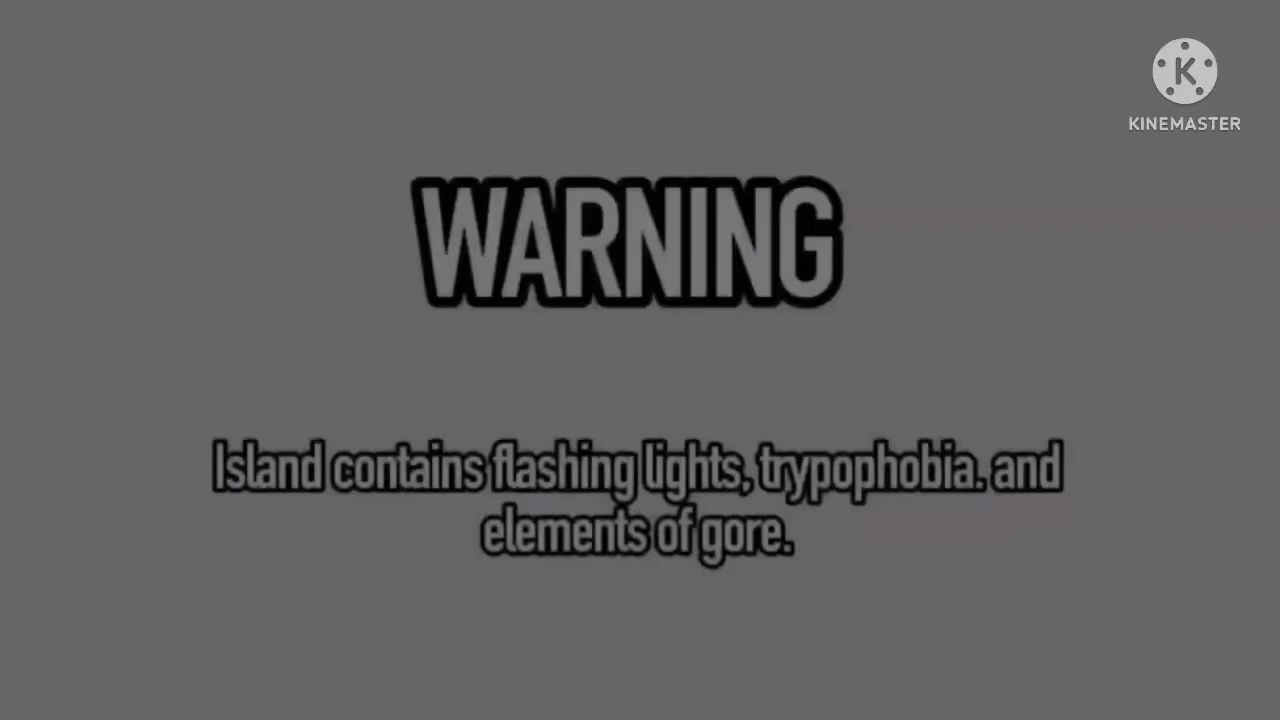 KINEMASTER
WARNING
Island contains flashing lights, trypophobia. and
elements of gore.